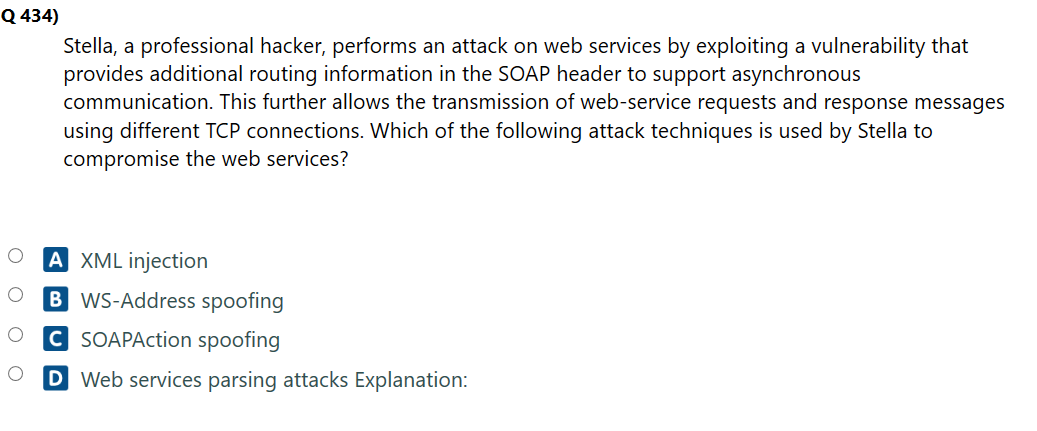 Q 434)
Stella, a professional hacker, performs an attack on web services by exploiting a vulnerability that
provides additional routing information in the SOAP header to support asynchronous
communication. This further allows the transmission of web-service requests and response messages
using different TCP connections. Which of the following attack techniques is used by Stella to
compromise the web services?
A XML injection
B WS-Address spoofing
C SOAPAction spoofing
D Web services parsing attacks Explanation: